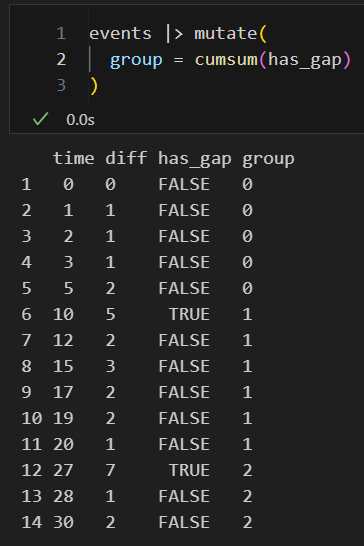 1 events |> mutate(
2   group = cumsum(has_gap)
3 )
✓ 0.0s
   time diff has_gap group
1     0    0   FALSE     0
2     1    1   FALSE     0
3     2    1   FALSE     0
4     3    1   FALSE     0
5     5    2   FALSE     0
6    10    5    TRUE     1
7    12    2   FALSE     1
8    15    3   FALSE     1
9    17    2   FALSE     1
10   19    2   FALSE     1
11   20    1   FALSE     1
12   27    7    TRUE     2
13   28    1   FALSE     2
14   30    2   FALSE     2